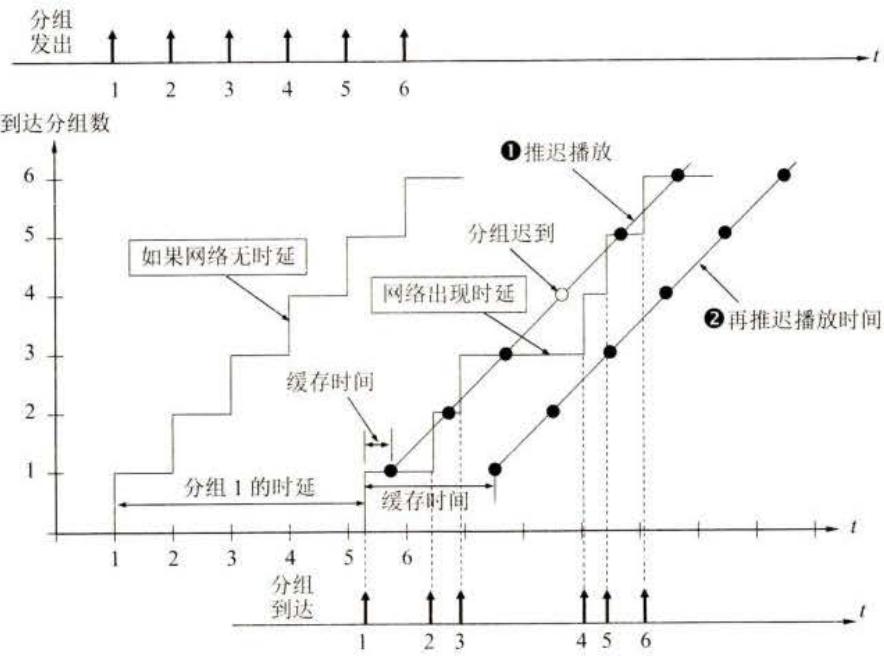 分组
发出
t
1 2 3 4 5 6
到达分组数
❶推迟播放
6
5
分组迟到
如果网络无时延
4
网络出现时延
❷再推迟播放时间
3
缓存时间
2
1
分组 1 的时延
缓存时间
t
1 2 3 4 5 6
分组
到达
t
1 2 3 4 5 6